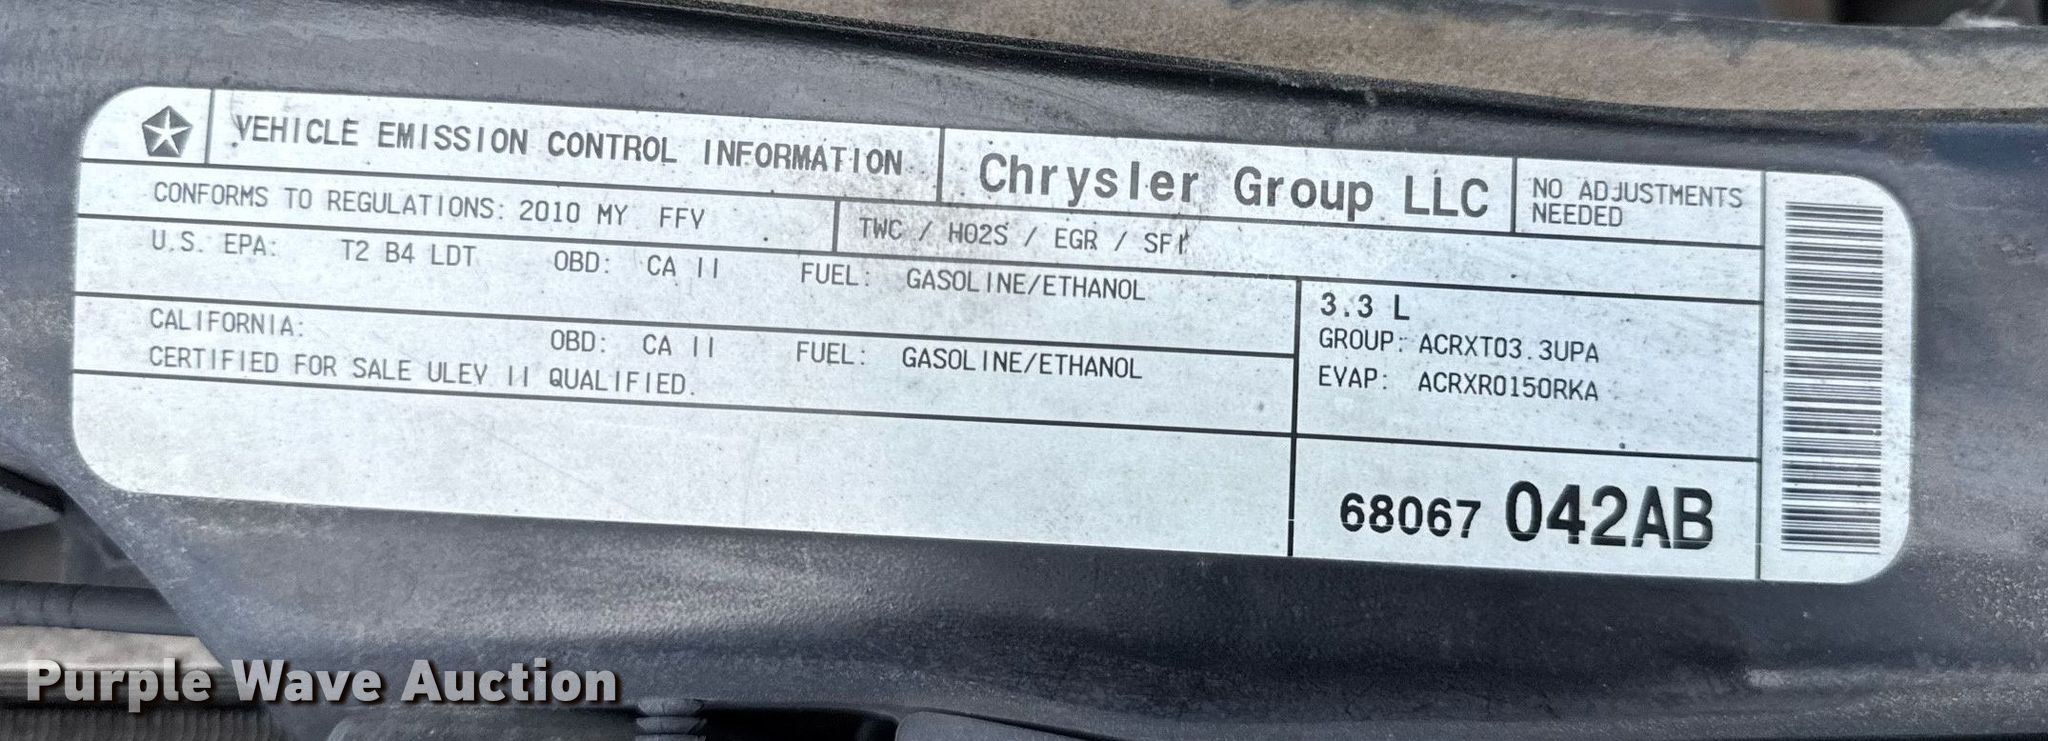 VEHICLE EMISSION CONTROL INFORMATION
Chrysler Group LLC
NO ADJUSTMENTS
NEEDED
CONFORMS TO REGULATIONS: 2010 MY FFV
TWC / HO2S / EGR / SFI
U.S. EPA: T2 B4 LDT OBD: CA II FUEL: GASOLINE/ETHANOL
CALIFORNIA: OBD: CA II FUEL: GASOLINE/ETHANOL
CERTIFIED FOR SALE ULEV II QUALIFIED.
3.3 L
GROUP: ACRXT03.3UPA
EVAP: ACRXR0150RKA
68067 042AB
Purple Wave Auction